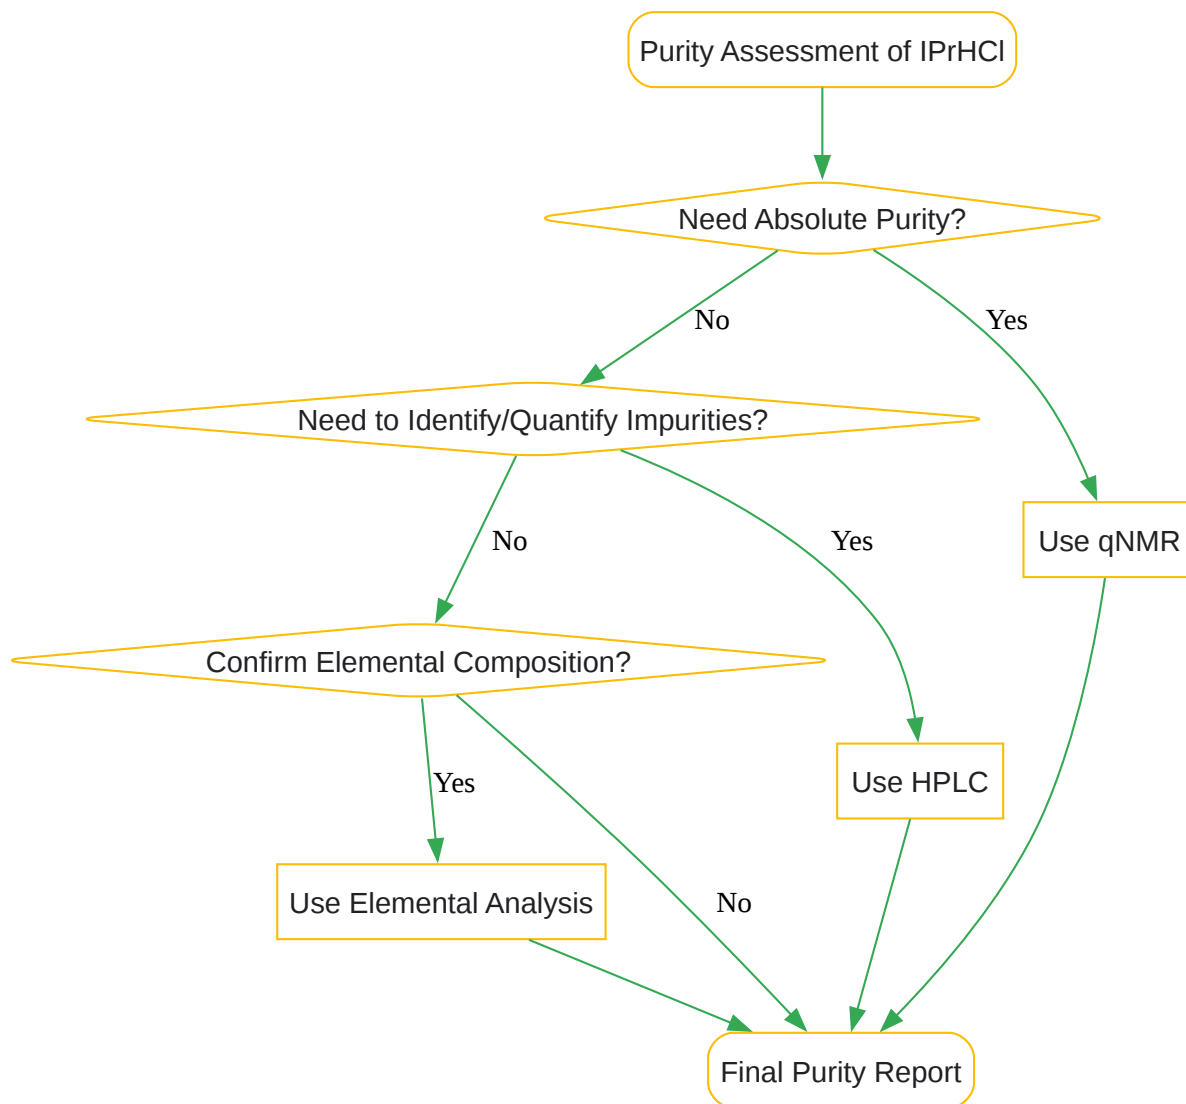 Purity Assessment of IPrHCl
Need Absolute Purity?
No
Yes
Need to Identify/Quantify Impurities?
No
Yes
Use qNMR
Confirm Elemental Composition?
Yes
Use HPLC
Use Elemental Analysis
No
Final Purity Report